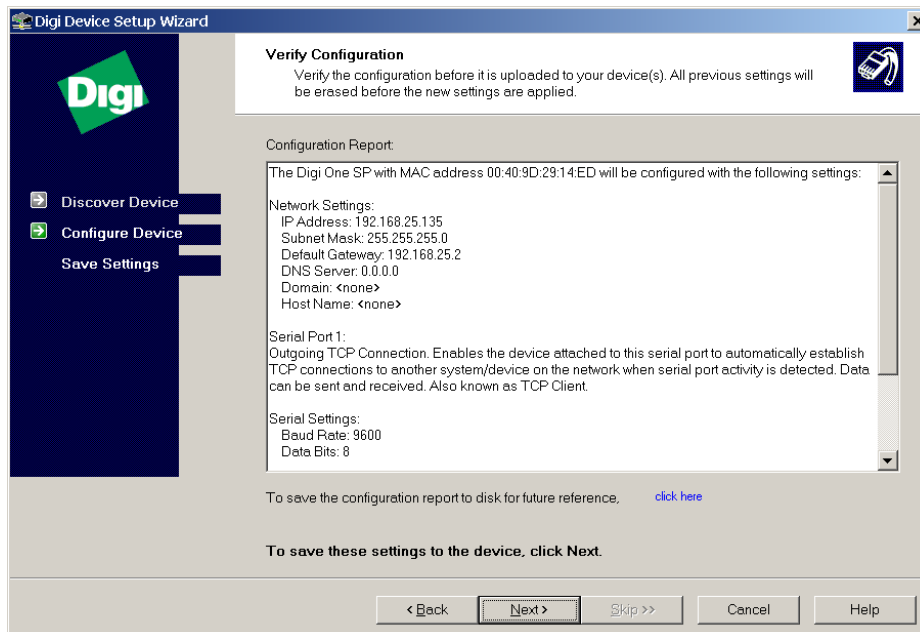 Digi Device Setup Wizard
Digi
Discover Device
Configure Device
Save Settings
Verify Configuration
Verify the configuration before it is uploaded to your device(s). All previous settings will
be erased before the new settings are applied.
Configuration Report:
The Digi One SP with MAC address 00:40:9D:29:14:ED will be configured with the following settings:
Network Settings:
IP Address: 192.168.25.135
Subnet Mask: 255.255.255.0
Default Gateway: 192.168.25.2
DNS Server: 0.0.0.0
Domain: <none>
Host Name: <none>
Serial Port 1:
Outgoing TCP Connection. Enables the device attached to this serial port to automatically establish
TCP connections to another system/device on the network when serial port activity is detected. Data
can be sent and received. Also known as TCP Client.
Serial Settings:
Baud Rate: 9600
Data Bits: 8
To save the configuration report to disk for future reference, click here
To save these settings to the device, click Next.
< Back Next > Skip >> Cancel Help